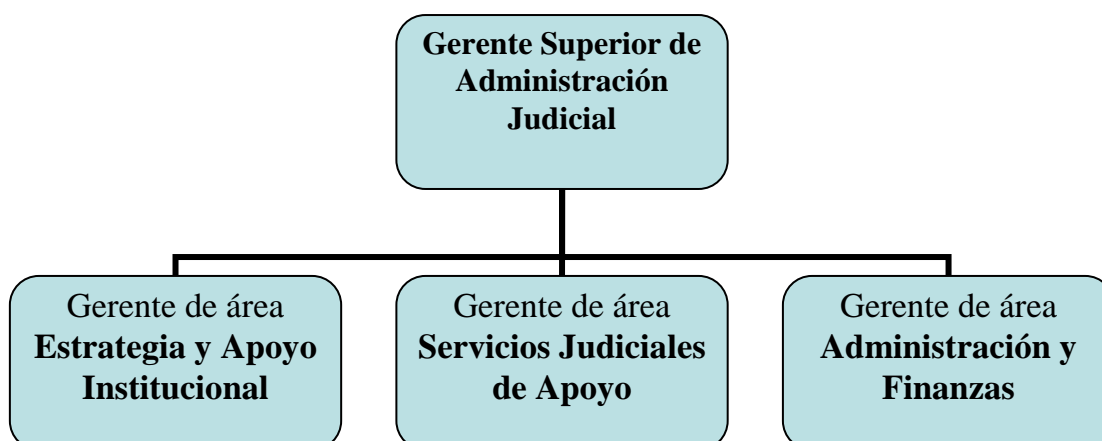 Gerente Superior de
Administración
Judicial
Gerente de área
Estrategia y Apoyo
Institucional
Gerente de área
Servicios Judiciales
de Apoyo
Gerente de área
Administración y
Finanzas